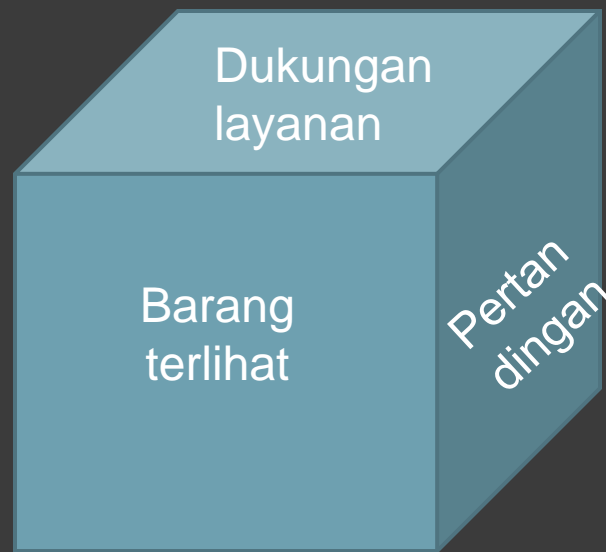 Dukungan
layanan
Barang
terlihat
Pertan
dingan